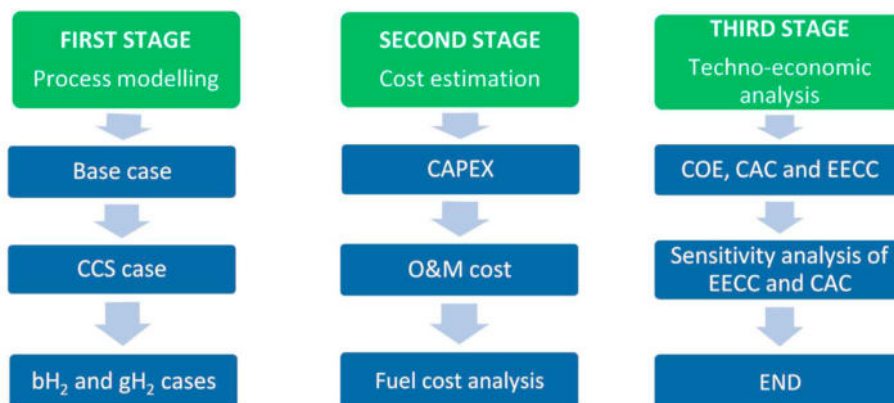 FIRST STAGE
Process modelling
Base case
CCS case
bH₂ and gH₂ cases
SECOND STAGE
Cost estimation
CAPEX
O&M cost
Fuel cost analysis
THIRD STAGE
Techno-economic
analysis
COE, CAC and EECC
Sensitivity analysis of
EECC and CAC
END